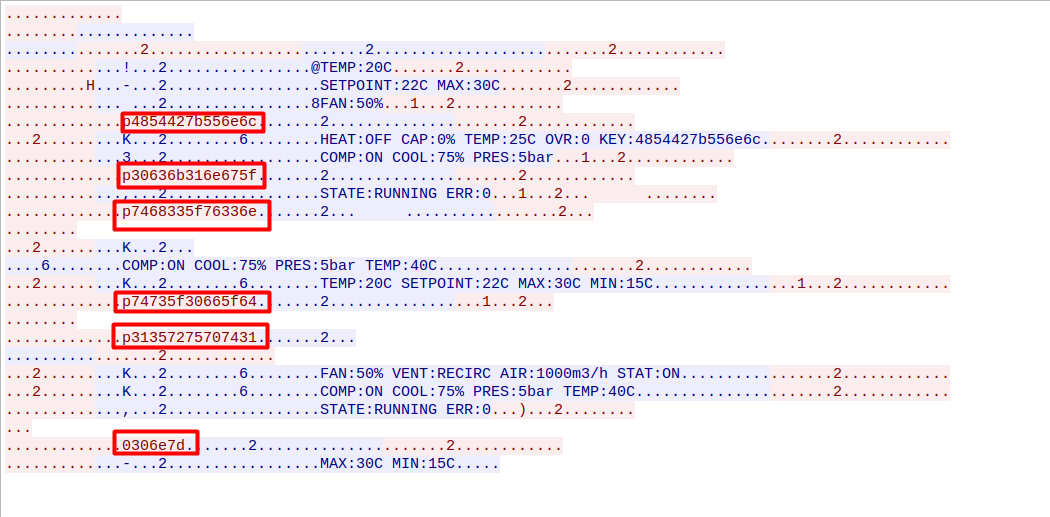 .............
.....................
...............2........................2..........................2............
.............!...2................@TEMP:20C.......2............
.........H...-...2.................SETPOINT:22C MAX:30C.......2............
............. ...2................8FAN:50%...1...2............
.............p4854427b556e6c.......2.....................2............
...2.........K...2........6........HEAT:OFF CAP:0% TEMP:25C OVR:0 KEY:4854427b556e6c........2............
.............3...2.................COMP:ON COOL:75% PRES:5bar...1...2............
.............p30636b316e675f.......2.....................2............
.............,...2.................STATE:RUNNING ERR:0...1...2...      ........
.............p7468335f76336e.......2...      .................2...
........
...2.........K...2...
....6........COMP:ON COOL:75% PRES:5bar TEMP:40C......................2............
...2.........K...2........6........TEMP:20C SETPOINT:22C MAX:30C MIN:15C...............1...2............
.............p74735f30665f64.......2.................1...2...
........
.............p31357275707431.......2...
.................2............
...2.........K...2........6........FAN:50% VENT:RECIRC AIR:1000m3/h STAT:ON.................2............
...2.........K...2........6........COMP:ON COOL:75% PRES:5bar TEMP:40C......................2............
.............,...2.................STATE:RUNNING ERR:0...)...2........
...
.............0306e7d.......2.....................2............
.............-...2.................MAX:30C MIN:15C.....